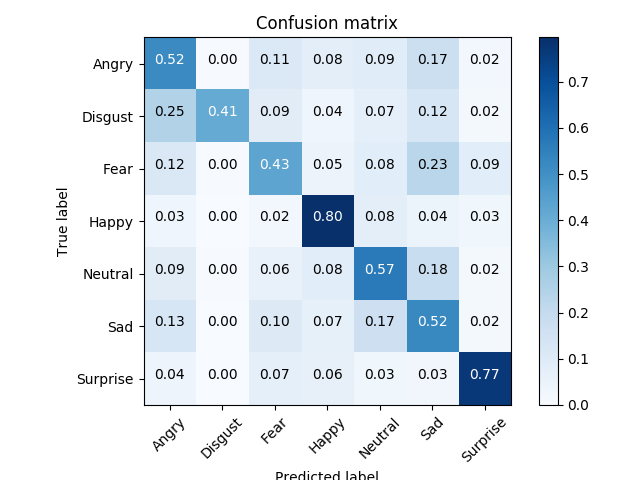 Confusion matrix
True label
Angry 0.52 0.00 0.11 0.08 0.09 0.17 0.02
Disgust 0.25 0.41 0.09 0.04 0.07 0.12 0.02
Fear 0.12 0.00 0.43 0.05 0.08 0.23 0.09
Happy 0.03 0.00 0.02 0.80 0.08 0.04 0.03
Neutral 0.09 0.00 0.06 0.08 0.57 0.18 0.02
Sad 0.13 0.00 0.10 0.07 0.17 0.52 0.02
Surprise 0.04 0.00 0.07 0.06 0.03 0.03 0.77
Angry Disgust Fear Happy Neutral Sad Surprise
Predicted label
0.7
0.6
0.5
0.4
0.3
0.2
0.1
0.0